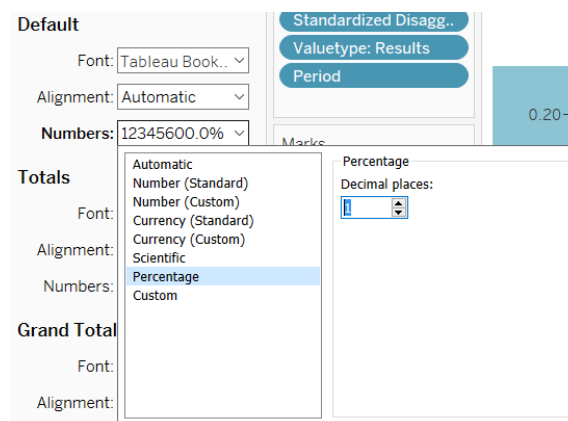 Default
Font: Tableau Book..
Alignment: Automatic
Numbers: 12345600.0%
Totals
Font:
Alignment:
Numbers:
Grand Total
Font:
Alignment:
Standardized Disagg..
Valuetype: Results
Period
Marks
0.20
Automatic
Number (Standard)
Number (Custom)
Currency (Standard)
Currency (Custom)
Scientific
Percentage
Custom
Percentage
Decimal places:
1